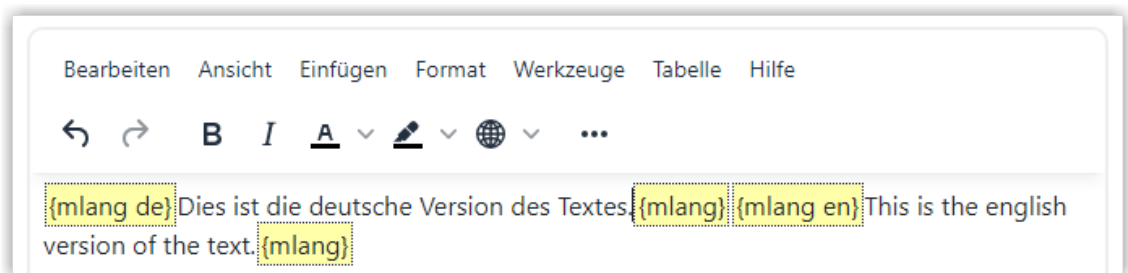 Bearbeiten Ansicht Einfügen Format Werkzeuge Tabelle Hilfe
B I A
{mlang de}Dies ist die deutsche Version des Textes.{mlang} {mlang en}This is the english
version of the text.{mlang}